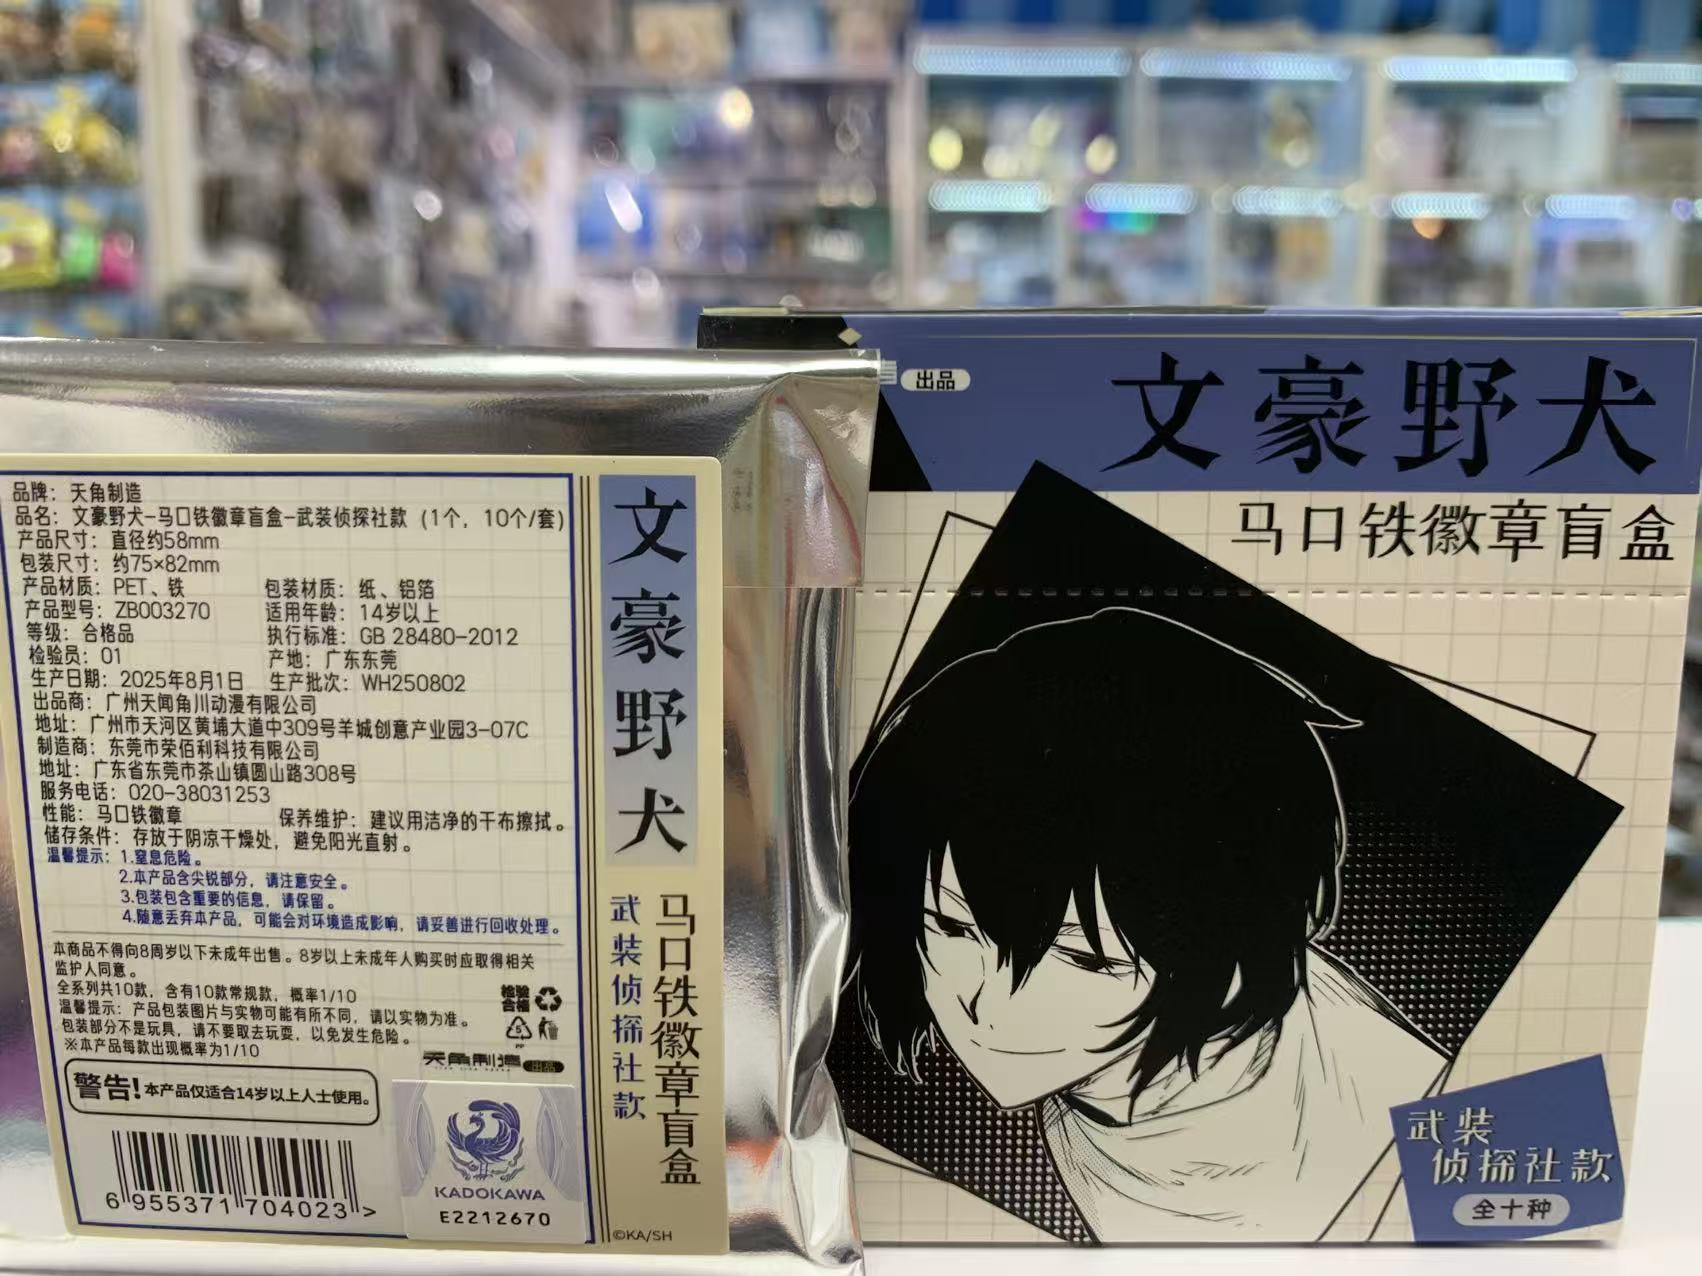 品牌：天角制造
品名：文豪野犬-马口铁徽章盲盒-武装侦探社款（1个，10个/套）
产品尺寸：直径约58mm
包装尺寸：约75×82mm
产品材质：PET、铁 包装材质：纸、铝箔
产品型号：ZB003270 适用年龄：14岁以上
等级：合格品 执行标准：GB 28480-2012
检验员：01 产地：广东东莞
生产日期：2025年8月1日 生产批次：WH250802
出品商：广州天闻角川动漫有限公司
地址：广州市天河区黄埔大道中309号羊城创意产业园3-07C
制造商：东莞市荣佰利科技有限公司
地址：广东省东莞市茶山镇圆山路308号
服务电话：020-38031253
性能：马口铁徽章 保养维护：建议用洁净的干布擦拭。
储存条件：存放于阴凉干燥处，避免阳光直射。
温馨提示：1.窒息危险。
2.本产品含尖锐部分，请注意安全。
3.包装包含重要的信息，请保留。
4.随意丢弃本产品，可能会对环境造成影响，请妥善进行回收处理。
本商品不得向8周岁以下未成年出售。8岁以上未成年人购买时应取得相关
监护人同意。
全系列共10款，含有10款常规款，概率1/10
温馨提示：产品包装图片与实物可能有所不同，请以实物为准。
包装部分不是玩具，请不要取去玩耍，以免发生危险。
※本产品每款出现概率为1/10
检验
合格
5
PP
天角制造
出品
警告！本产品仅适合14岁以上人士使用。
6 955371 704023 >
KADOKAWA
E2212670
文豪野犬
马口铁徽章盲盒
武装侦探社款
©KA/SH
出品
文豪野犬
马口铁徽章盲盒
武装
侦探社款
全十种